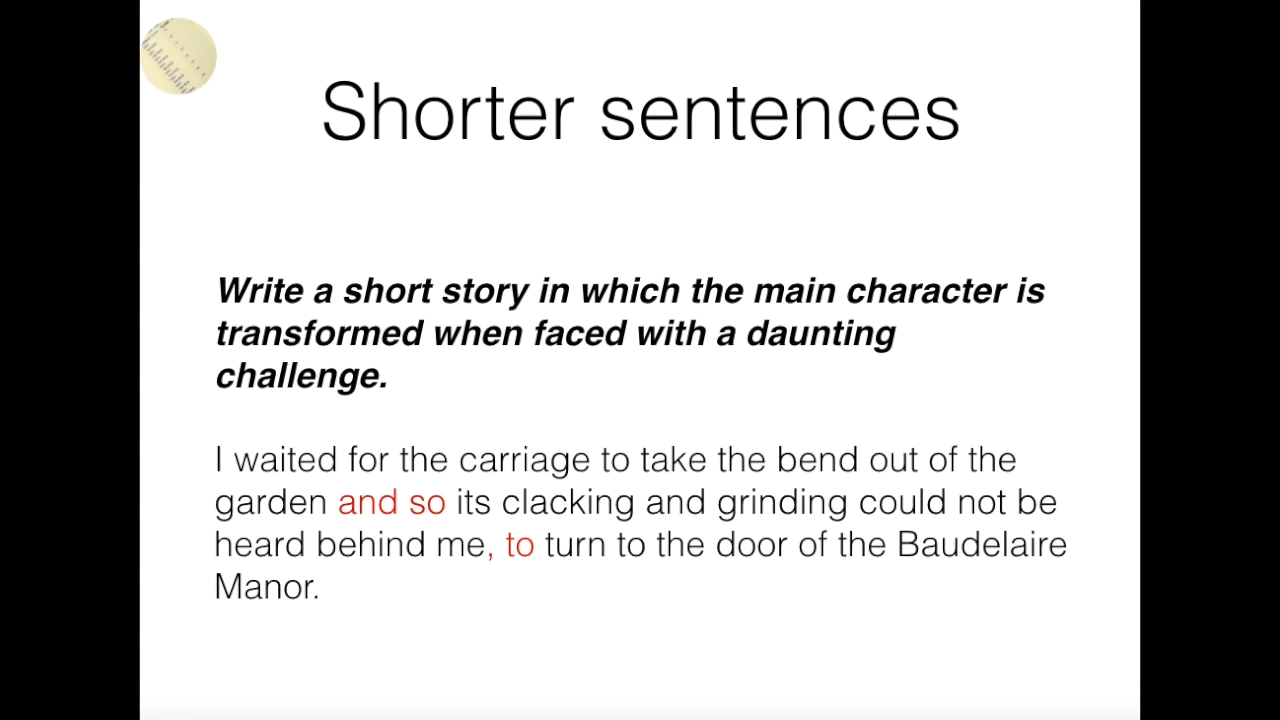 Shorter sentences
Write a short story in which the main character is
transformed when faced with a daunting
challenge.
I waited for the carriage to take the bend out of the
garden and so its clacking and grinding could not be
heard behind me, to turn to the door of the Baudelaire
Manor.